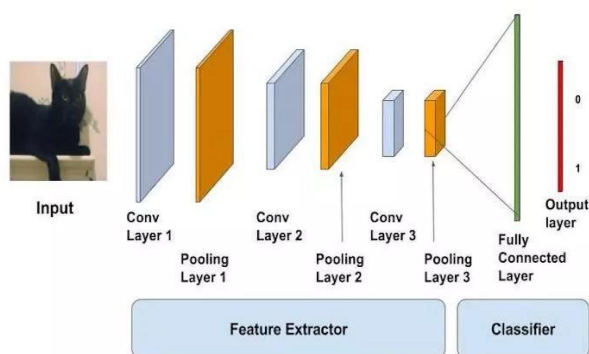 Input
Conv
Layer 1
Pooling
Layer 1
Conv
Layer 2
Pooling
Layer 2
Conv
Layer 3
Pooling
Layer 3
Fully
Connected
Layer
0
1
Output
layer
Feature Extractor
Classifier